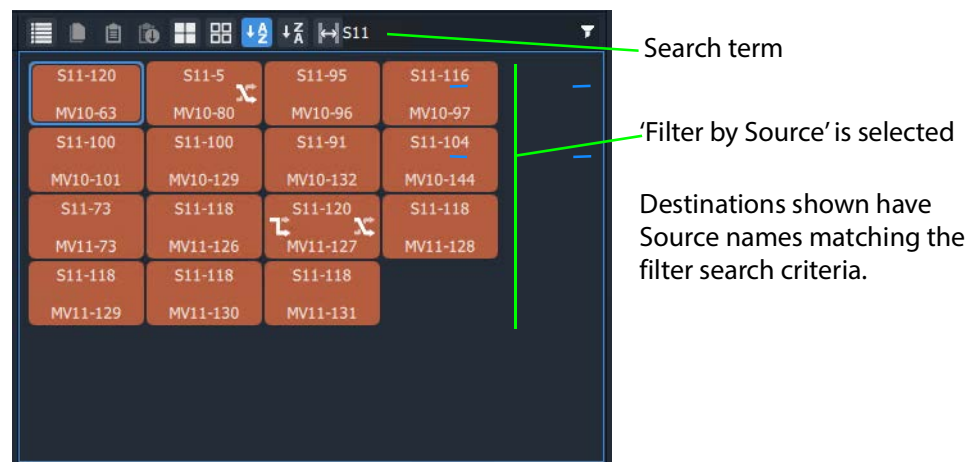 S11
Search term
S11-120 S11-5 S11-95 S11-116
MV10-63 MV10-80 MV10-96 MV10-97
'Filter by Source' is selected
S11-100 S11-100 S11-91 S11-104
MV10-101 MV10-129 MV10-132 MV10-144
Destinations shown have
Source names matching the
filter search criteria.
S11-73 S11-118 S11-120 S11-118
MV11-73 MV11-126 MV11-127 MV11-128
S11-118 S11-118 S11-118
MV11-129 MV11-130 MV11-131